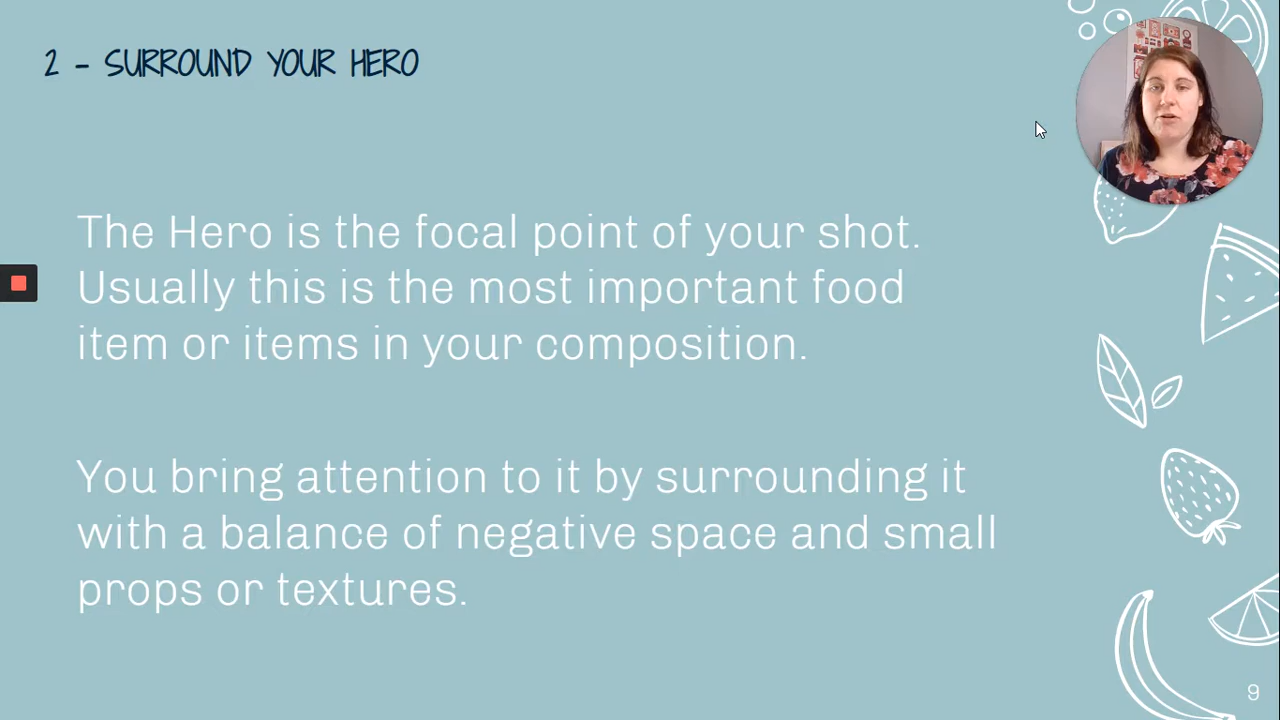 2 - SURROUND YOUR HERO
The Hero is the focal point of your shot.
Usually this is the most important food
item or items in your composition.
You bring attention to it by surrounding it
with a balance of negative space and small
props or textures.
9